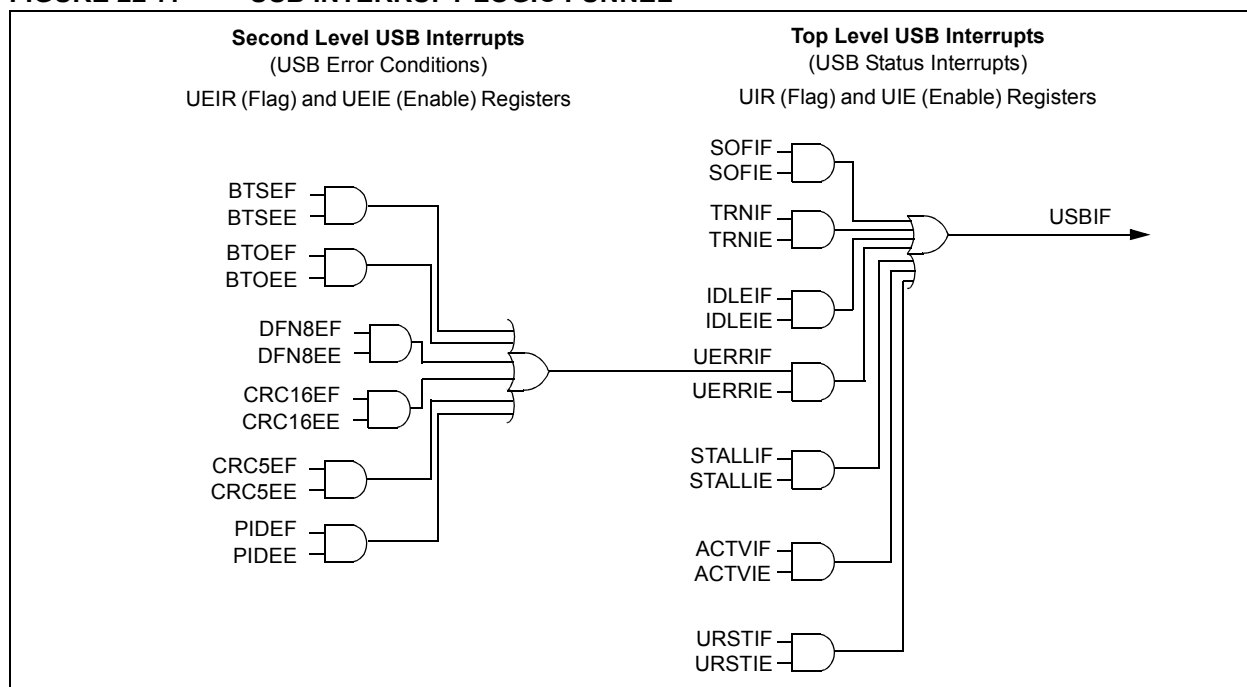 Second Level USB Interrupts
(USB Error Conditions)
UEIR (Flag) and UEIE (Enable) Registers
Top Level USB Interrupts
(USB Status Interrupts)
UIR (Flag) and UIE (Enable) Registers
BTSEF
BTSEE
BTOEF
BTOEE
DFN8EF
DFN8EE
CRC16EF
CRC16EE
CRC5EF
CRC5EE
PIDEF
PIDEE
SOFIF
SOFIE
TRNIF
TRNIE
IDLEIF
IDLEIE
UERRIF
UERRIE
STALLIF
STALLIE
ACTVIF
ACTVIE
URSTIF
URSTIE
USBIF